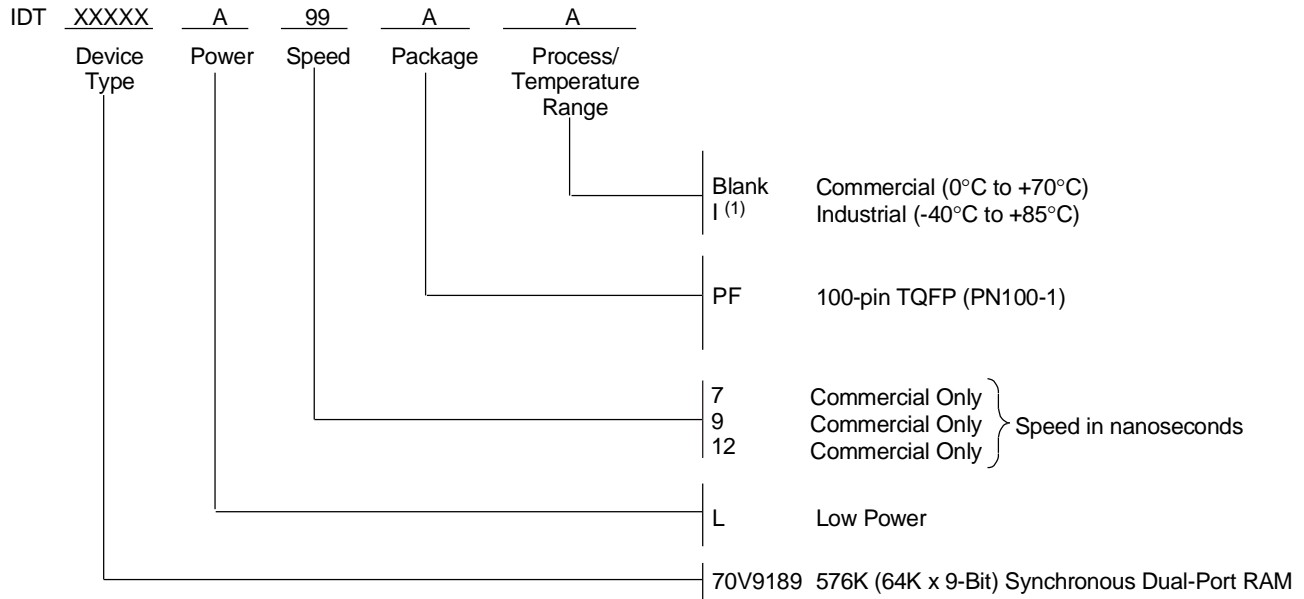 IDT XXXXX A 99 A A
Device Type
Power
Speed
Package
Process/ Temperature Range
Blank Commercial (0°C to +70°C)
I (1) Industrial (-40°C to +85°C)
PF 100-pin TQFP (PN100-1)
7 Commercial Only
9 Commercial Only
12 Commercial Only
Speed in nanoseconds
L Low Power
70V9189 576K (64K x 9-Bit) Synchronous Dual-Port RAM